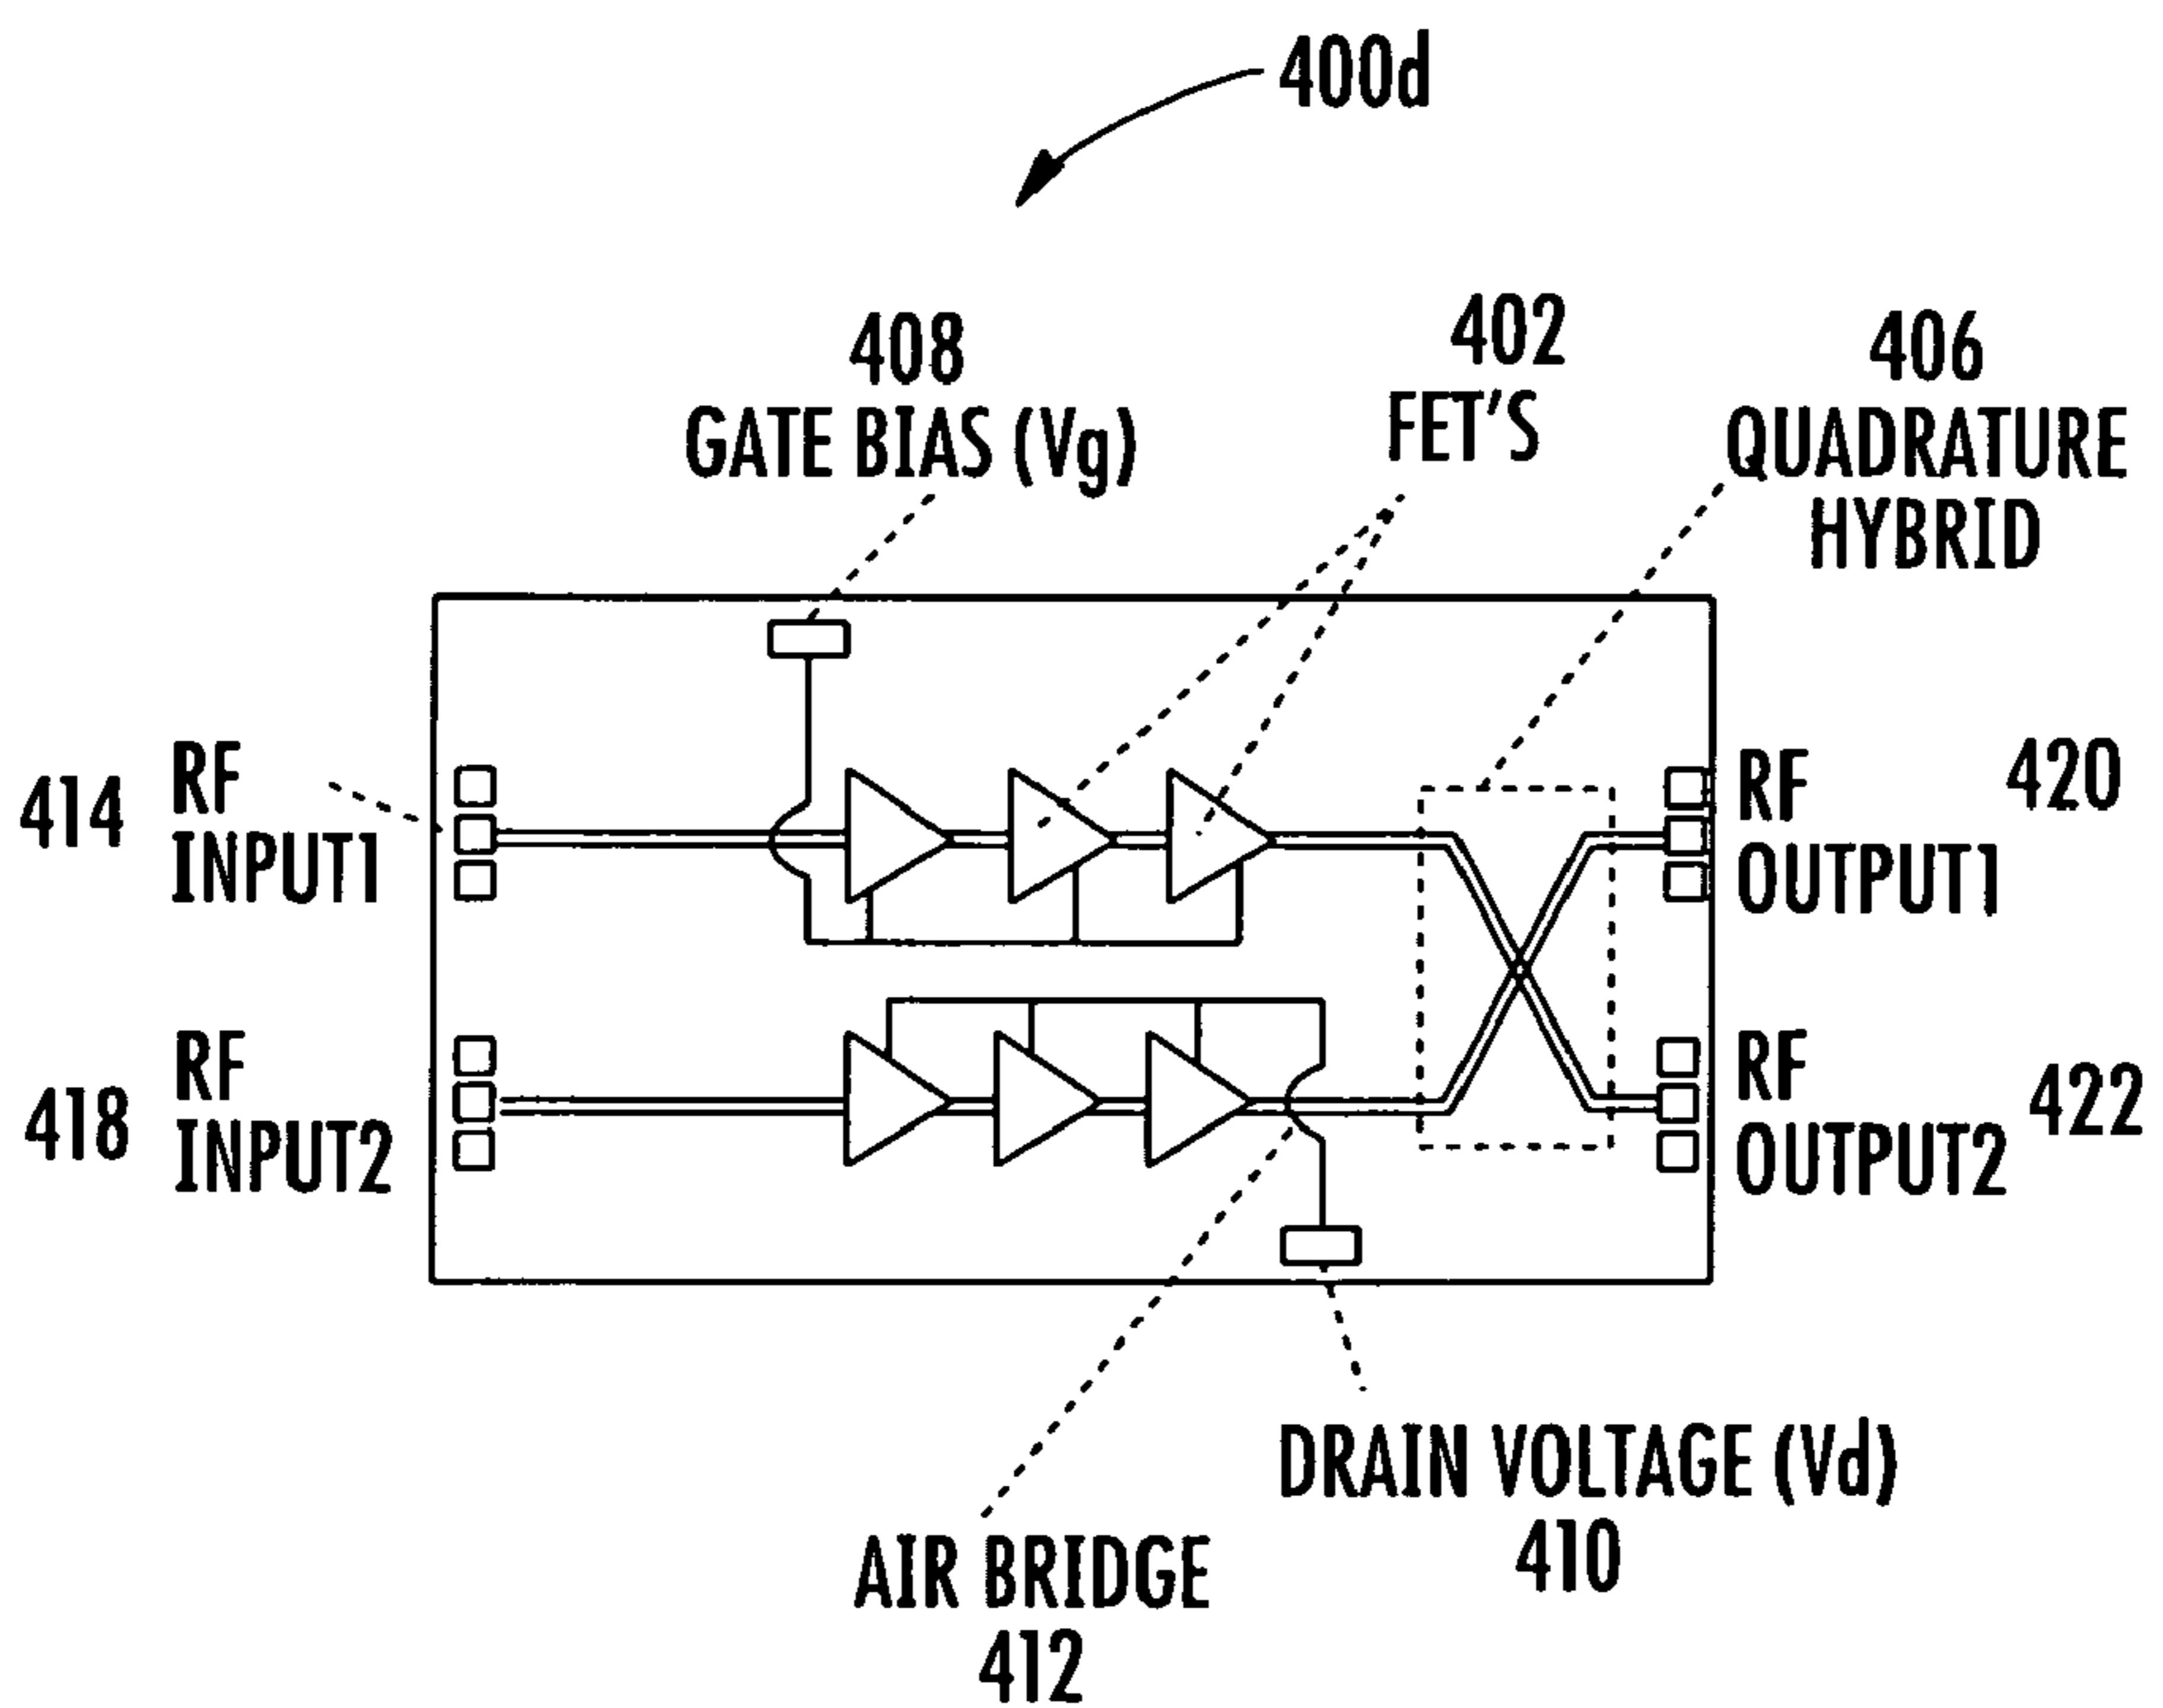 400d
408
GATE BIAS (Vg)
402
FET'S
406
QUADRATURE
HYBRID
414
RF
INPUT1
RF
OUTPUT1
420
418
RF
INPUT2
RF
OUTPUT2
422
DRAIN VOLTAGE (Vd)
410
AIR BRIDGE
412